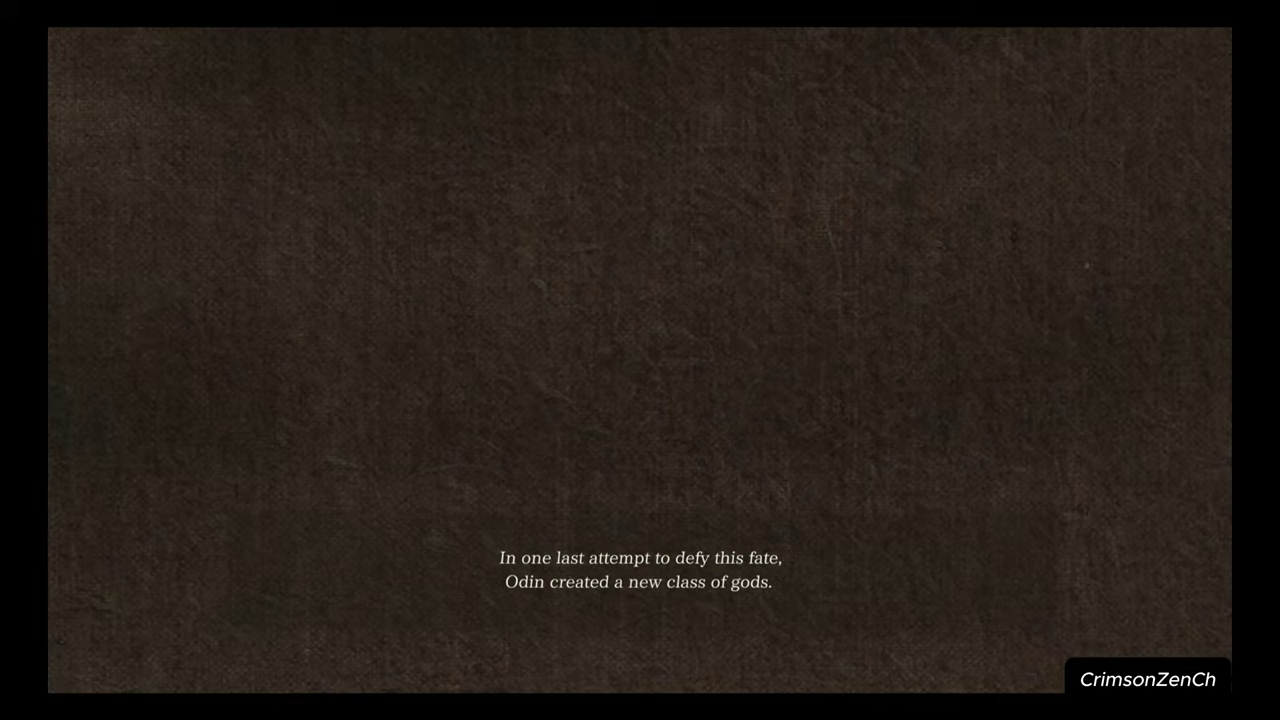 In one last attempt to defy this fate,
Odin created a new class of gods.
CrimsonZenCh